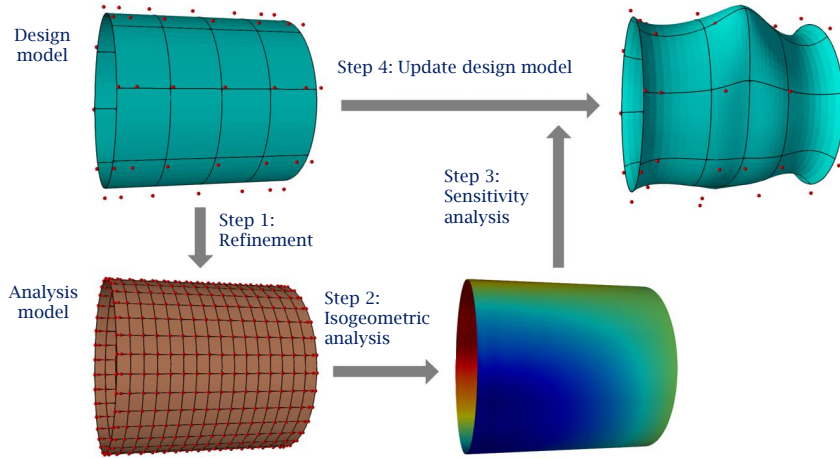 Design
model
Step 4: Update design model
Step 3:
Sensitivity
analysis
Step 1:
Refinement
Analysis
model
Step 2:
Isogeometric
analysis